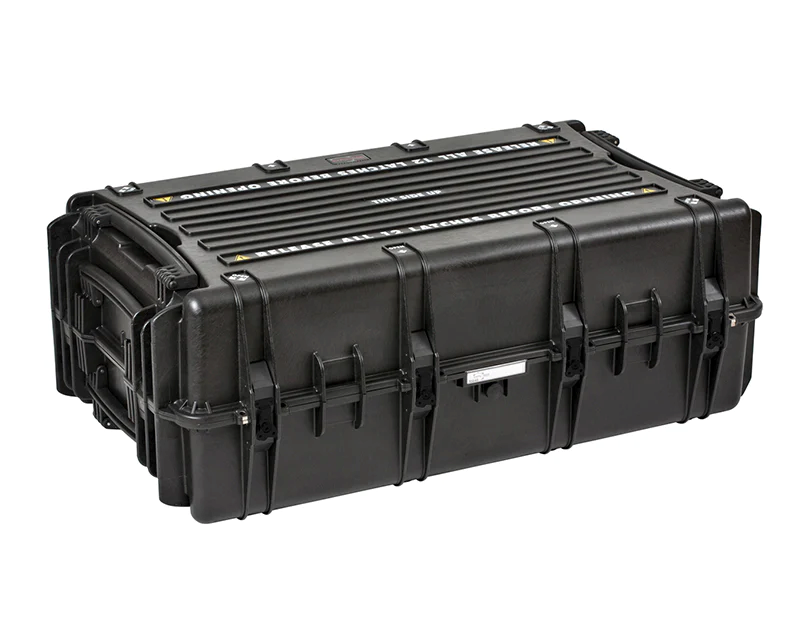 RELEASE ALL 12 LATCHES BEFORE OPENING
THIS SIDE UP
RELEASE ALL 12 LATCHES BEFORE OPENING